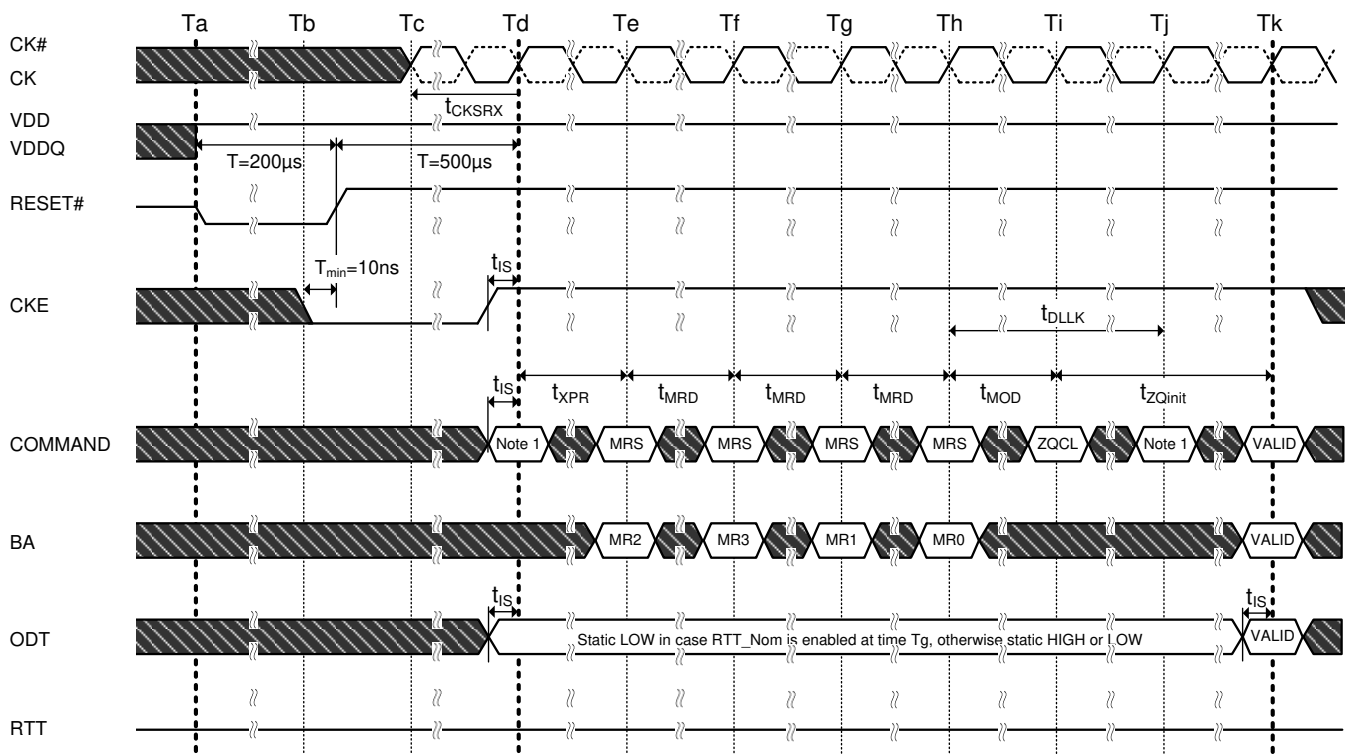 Ta Tb Tc Td Te Tf Tg Th Ti Tj Tk
CK#
CK
tCKSRX
VDD
VDDQ
T=200µs T=500µs
RESET#
Tmin=10ns tIS
CKE
tDLLK
tIS
tXPR tMRD tMRD tMRD tMOD tZQinit
COMMAND Note 1 MRS MRS MRS MRS ZQCL Note 1 VALID
BA MR2 MR3 MR1 MR0 VALID
tIS tIS
ODT Static LOW in case RTT_Nom is enabled at time Tg, otherwise static HIGH or LOW VALID
RTT